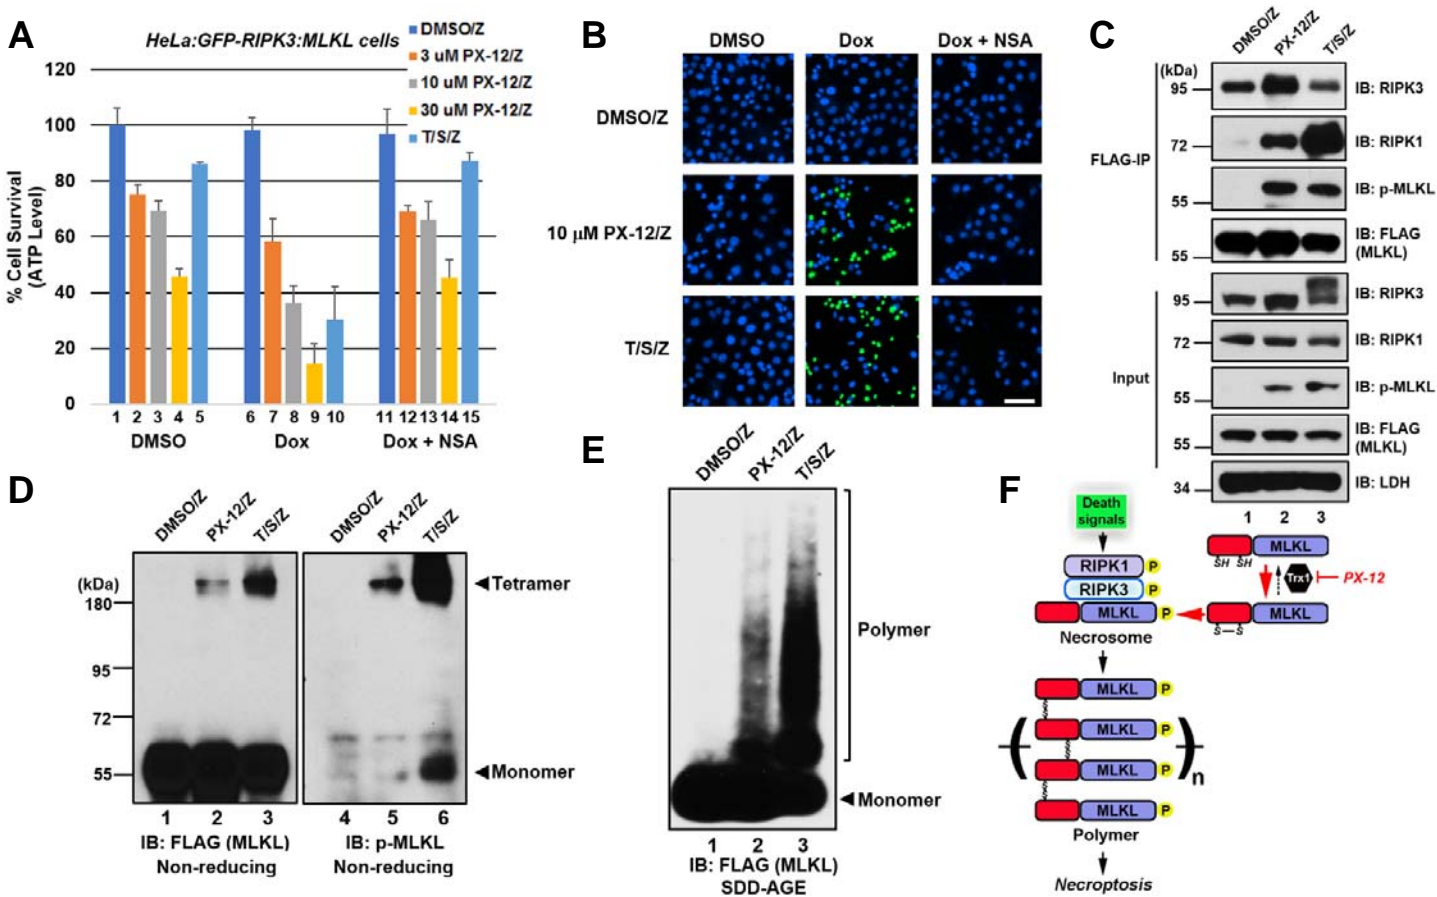 A
HeLa:GFP-RIPK3:MLKL cells
DMSO/Z
3 uM PX-12/Z
10 uM PX-12/Z
30 uM PX-12/Z
T/S/Z
% Cell Survival
(ATP Level)
120
100
80
60
40
20
0
1 2 3 4 5 6 7 8 9 10 11 12 13 14 15
DMSO Dox Dox + NSA
B
DMSO Dox Dox + NSA
DMSO/Z
10 μM PX-12/Z
T/S/Z
C
DMSO/Z PX-12/Z T/S/Z
(kDa)
FLAG-IP
95 IB: RIPK3
72 IB: RIPK1
55 IB: p-MLKL
55 IB: FLAG
(MLKL)
Input
95 IB: RIPK3
72 IB: RIPK1
55 IB: p-MLKL
55 IB: FLAG
(MLKL)
34 IB: LDH
1 2 3
D
DMSO/Z PX-12/Z T/S/Z DMSO/Z PX-12/Z T/S/Z
(kDa)
180
95
72
55
Tetramer
Monomer
1 2 3 4 5 6
IB: FLAG (MLKL) IB: p-MLKL
Non-reducing Non-reducing
E
DMSO/Z PX-12/Z T/S/Z
Polymer
Monomer
1 2 3
IB: FLAG (MLKL)
SDD-AGE
F
Death
signals
RIPK1 P
RIPK3 P
MLKL P
Necrosome
MLKL
SH SH
Trx1 PX-12
MLKL
S—S
MLKL P
S
S
MLKL P
S
S
MLKL P
S
S
MLKL P
n
Polymer
Necroptosis